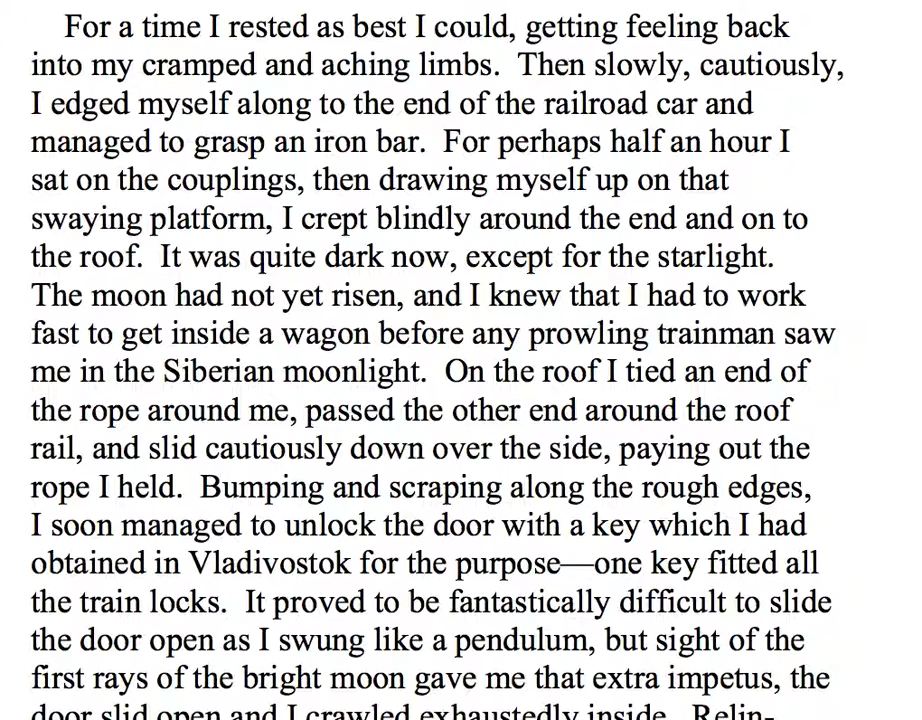 For a time I rested as best I could, getting feeling back
into my cramped and aching limbs.  Then slowly, cautiously,
I edged myself along to the end of the railroad car and
managed to grasp an iron bar.  For perhaps half an hour I
sat on the couplings, then drawing myself up on that
swaying platform, I crept blindly around the end and on to
the roof.  It was quite dark now, except for the starlight.
The moon had not yet risen, and I knew that I had to work
fast to get inside a wagon before any prowling trainman saw
me in the Siberian moonlight.  On the roof I tied an end of
the rope around me, passed the other end around the roof
rail, and slid cautiously down over the side, paying out the
rope I held.  Bumping and scraping along the rough edges,
I soon managed to unlock the door with a key which I had
obtained in Vladivostok for the purpose—one key fitted all
the train locks.  It proved to be fantastically difficult to slide
the door open as I swung like a pendulum, but sight of the
first rays of the bright moon gave me that extra impetus, the
door slid open and I crawled exhaustedly inside.  Relin-